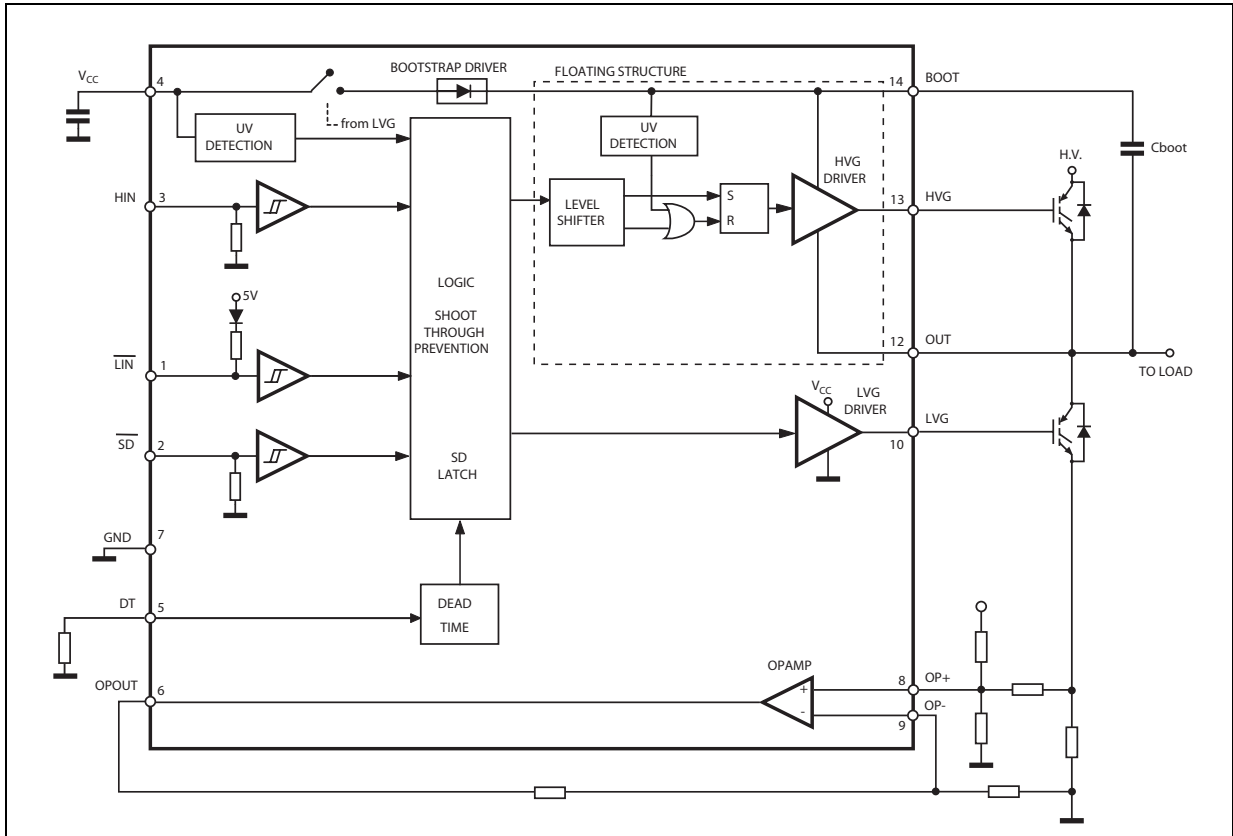 BOOTSTRAP DRIVER
FLOATING STRUCTURE
VCC
4
14
BOOT
from LVG
UV
DETECTION
UV
DETECTION
H.V.
Cboot
HVG
DRIVER
HIN
3
LEVEL
SHIFTER
S
R
13
HVG
LOGIC
SHOOT
THROUGH
PREVENTION
5V
12
OUT
TO LOAD
LIN
1
VCC
LVG
DRIVER
LVG
10
SD
2
SD
LATCH
GND
7
DT
5
DEAD
TIME
OPAMP
OPOUT
6
+
-
8
OP+
OP-
9